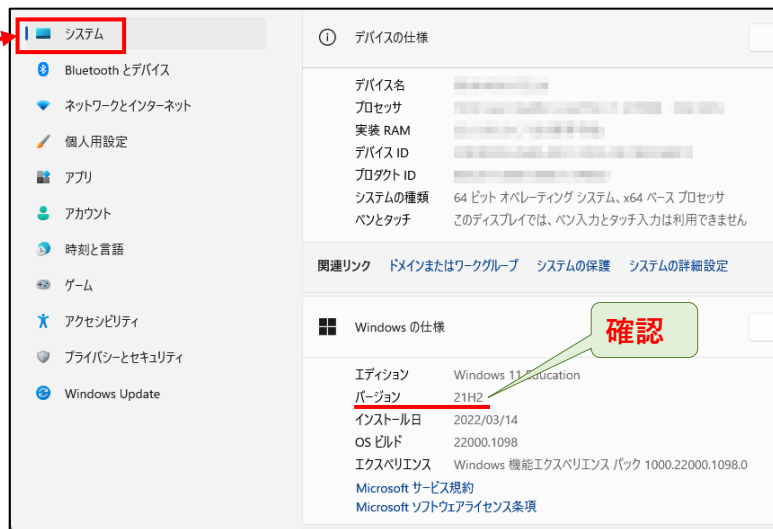 システム
Bluetooth とデバイス
ネットワークとインターネット
個人用設定
アプリ
アカウント
時刻と言語
ゲーム
アクセシビリティ
プライバシーとセキュリティ
Windows Update
デバイスの仕様
デバイス名
プロセッサ
実装 RAM
デバイス ID
プロダクト ID
システムの種類 64 ビット オペレーティング システム、x64 ベース プロセッサ
ペンとタッチ このディスプレイでは、ペン入力とタッチ入力は利用できません
関連リンク ドメインまたはワークグループ システムの保護 システムの詳細設定
Windows の仕様
確認
エディション Windows 11 Education
バージョン 21H2
インストール日 2022/03/14
OS ビルド 22000.1098
エクスペリエンス Windows 機能エクスペリエンス パック 1000.22000.1098.0
Microsoft サービス規約
Microsoft ソフトウェアライセンス条項